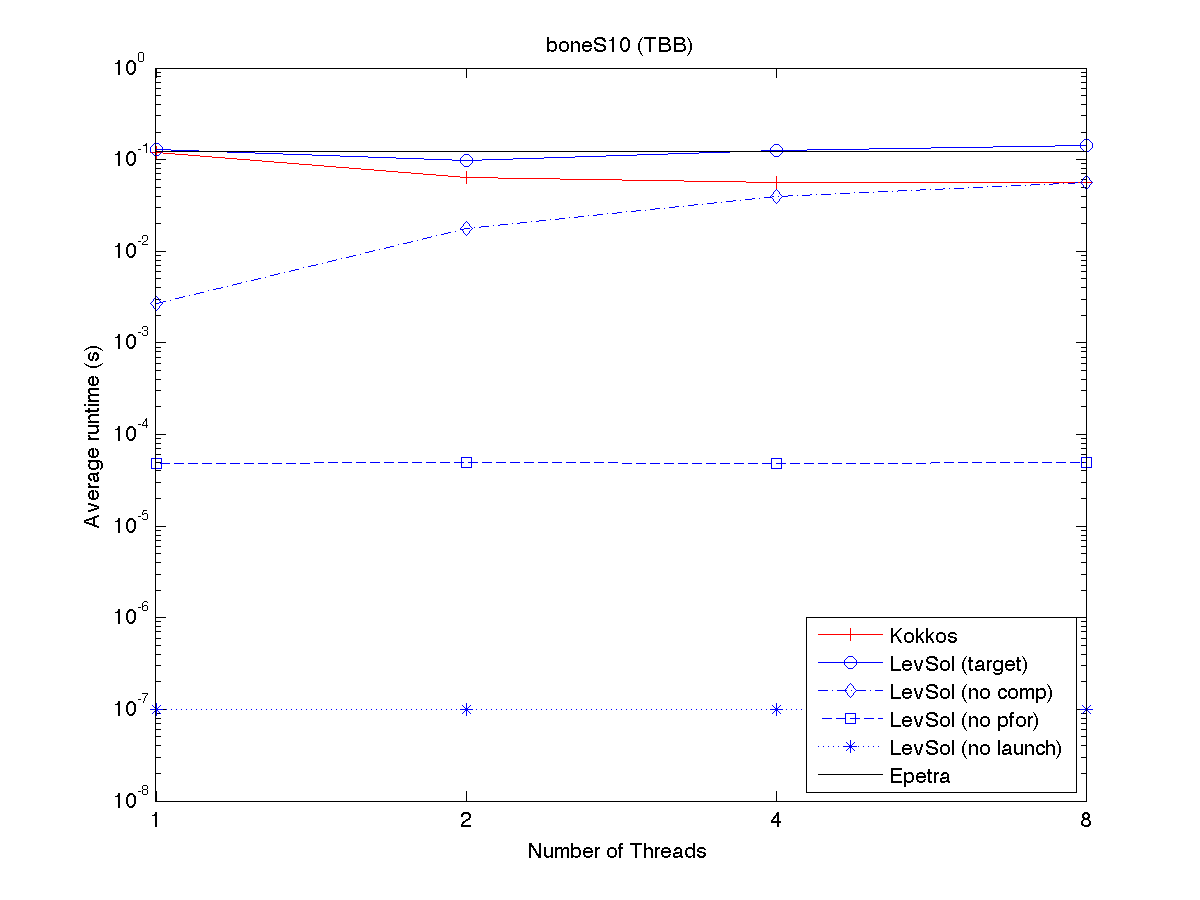 boneS10 (TBB)
10^0
10^-1
10^-2
10^-3
10^-4
10^-5
10^-6
10^-7
10^-8
Average runtime (s)
1 2 4 8
Number of Threads
Kokkos
LevSol (target)
LevSol (no comp)
LevSol (no pfor)
LevSol (no launch)
Epetra